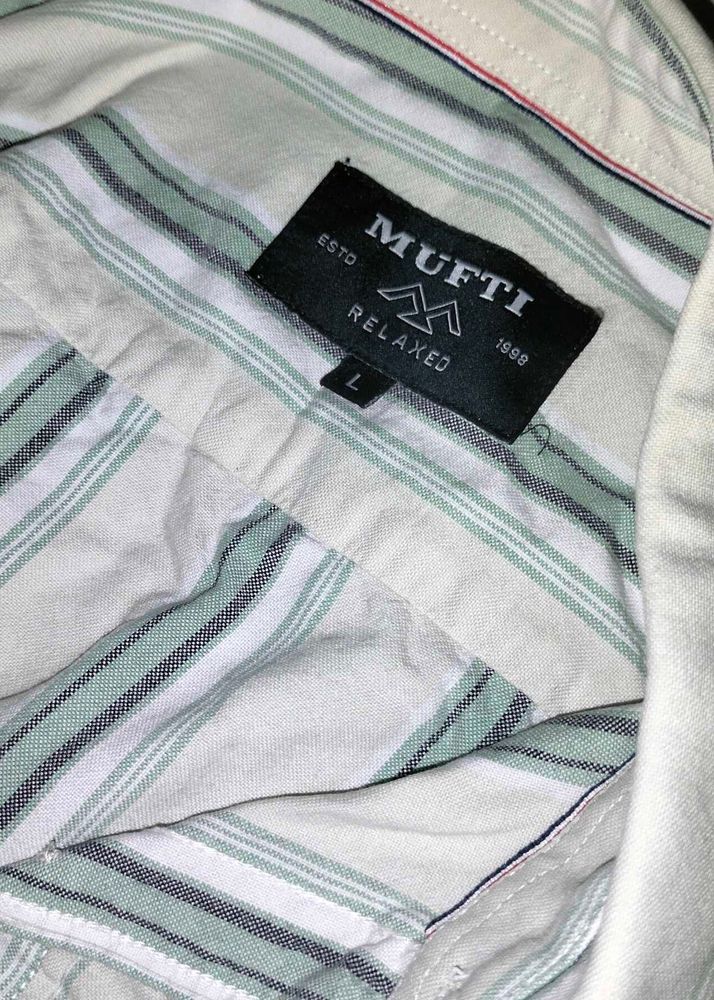 MUFTI
ESTD 1998
RELAXED
L